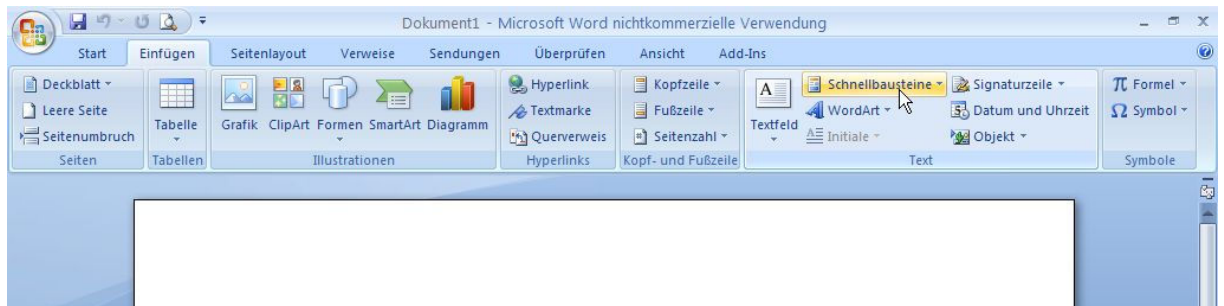 Dokument1 - Microsoft Word nichtkommerzielle Verwendung
Start Einfügen Seitenlayout Verweise Sendungen Überprüfen Ansicht Add-Ins
Deckblatt
Leere Seite
Seitenumbruch
Seiten
Tabelle
Tabellen
Grafik ClipArt Formen SmartArt Diagramm
Illustrationen
Hyperlink
Textmarke
Querverweis
Hyperlinks
Kopfzeile
Fußzeile
Seitenzahl
Kopf- und Fußzeile
Textfeld
Schnellbausteine
WordArt
Initiale
Signaturzeile
Datum und Uhrzeit
Objekt
Text
Formel
Symbol
Symbole